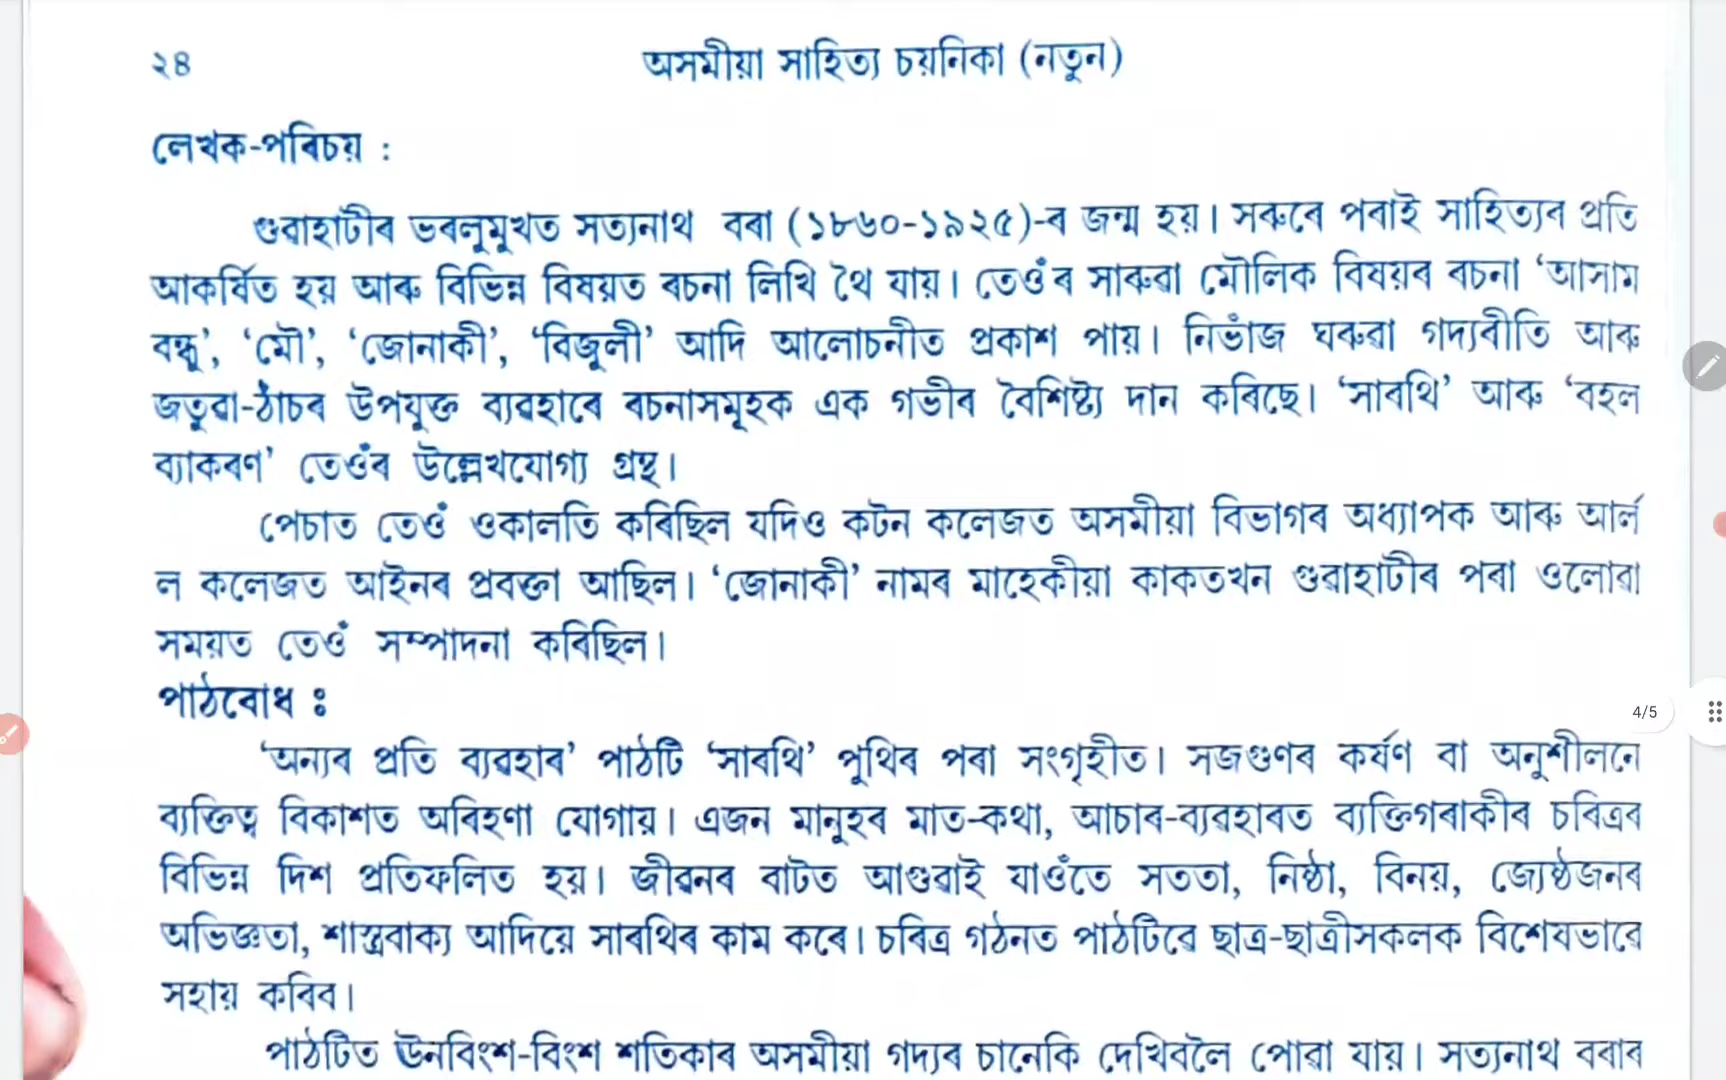 ২৪ অসমীয়া সাহিত্য চয়নিকা (নতুন)
লেখক-পৰিচয় :
গুৱাহাটীৰ ভৰলুমুখত সত্যনাথ বৰা (১৮৬০-১৯২৫)-ৰ জন্ম হয়। সৰুৰে পৰাই সাহিত্যৰ প্ৰতি
আকৰ্ষিত হয় আৰু বিভিন্ন বিষয়ত ৰচনা লিখি থৈ যায়। তেওঁৰ সাৰুৱা মৌলিক বিষয়ৰ ৰচনা ‘আসাম
বন্ধু’, ‘মৌ’, ‘জোনাকী’, ‘বিজুলী’ আদি আলোচনীত প্ৰকাশ পায়। নিভাঁজ ঘৰুৱা গদ্যৰীতি আৰু
জতুৱা-ঠাঁচৰ উপযুক্ত ব্যৱহাৰে ৰচনাসমূহক এক গভীৰ বৈশিষ্ট্য দান কৰিছে। ‘সাৰথি’ আৰু ‘বহল
ব্যাকৰণ’ তেওঁৰ উল্লেখযোগ্য গ্ৰন্থ।
পেচাত তেওঁ ওকালতি কৰিছিল যদিও কটন কলেজত অসমীয়া বিভাগৰ অধ্যাপক আৰু আৰ্ল
ল কলেজত আইনৰ প্ৰবক্তা আছিল। ‘জোনাকী’ নামৰ মাহেকীয়া কাকতখন গুৱাহাটীৰ পৰা ওলোৱা
সময়ত তেওঁ সম্পাদনা কৰিছিল।
পাঠবোধ ঃ
‘অন্যৰ প্ৰতি ব্যৱহাৰ’ পাঠটি ‘সাৰথি’ পুথিৰ পৰা সংগৃহীত। সজগুণৰ কৰ্ষণ বা অনুশীলনে
ব্যক্তিত্ব বিকাশত অৰিহণা যোগায়। এজন মানুহৰ মাত-কথা, আচাৰ-ব্যৱহাৰত ব্যক্তিগৰাকীৰ চৰিত্ৰৰ
বিভিন্ন দিশ প্ৰতিফলিত হয়। জীৱনৰ বাটত আগুৱাই যাওঁতে সততা, নিষ্ঠা, বিনয়, জ্যেষ্ঠজনৰ
অভিজ্ঞতা, শাস্ত্ৰবাক্য আদিয়ে সাৰথিৰ কাম কৰে। চৰিত্ৰ গঠনত পাঠটিৱে ছাত্ৰ-ছাত্ৰীসকলক বিশেষভাৱে
সহায় কৰিব।
পাঠটিত ঊনবিংশ-বিংশ শতিকাৰ অসমীয়া গদ্যৰ চানেকি দেখিবলৈ পোৱা যায়। সত্যনাথ বৰাৰ
4/5